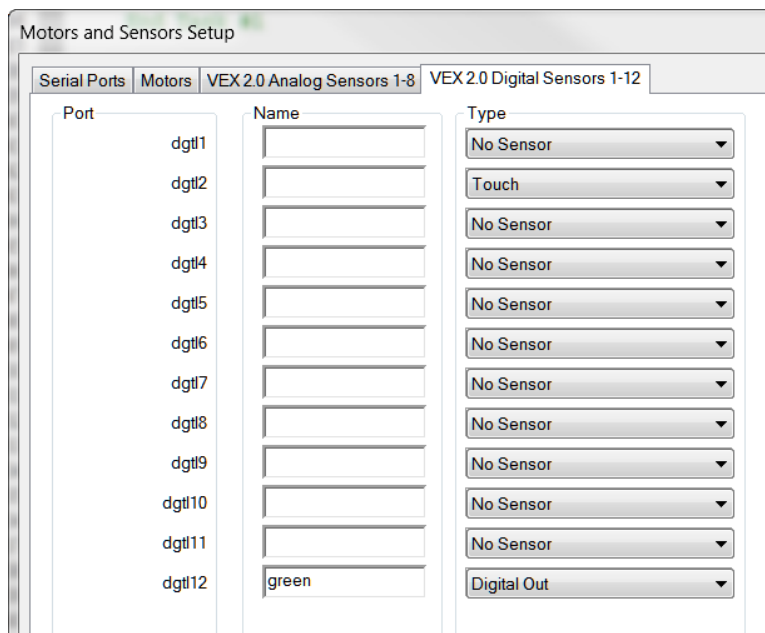 Motors and Sensors Setup
Serial Ports Motors VEX 2.0 Analog Sensors 1-8 VEX 2.0 Digital Sensors 1-12
Port Name Type
dgtl1 No Sensor
dgtl2 Touch
dgtl3 No Sensor
dgtl4 No Sensor
dgtl5 No Sensor
dgtl6 No Sensor
dgtl7 No Sensor
dgtl8 No Sensor
dgtl9 No Sensor
dgtl10 No Sensor
dgtl11 No Sensor
dgtl12 green Digital Out